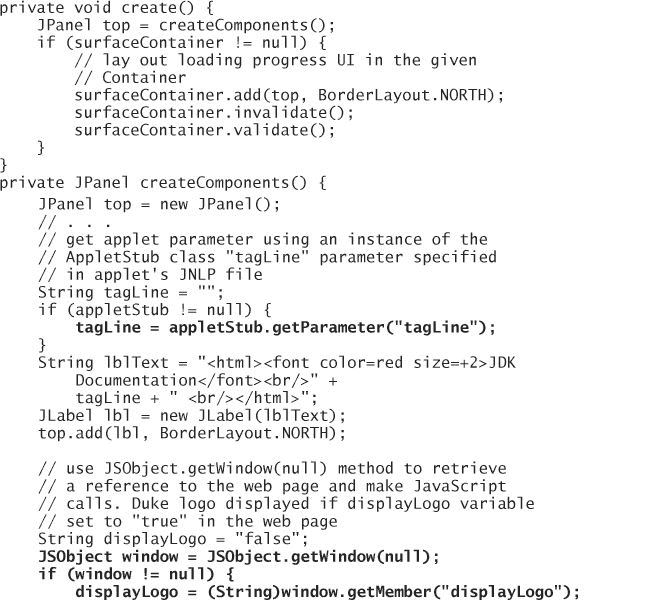 private void create() {
    JPanel top = createComponents();
    if (surfaceContainer != null) {
        // lay out loading progress UI in the given
        // Container
        surfaceContainer.add(top, BorderLayout.NORTH);
        surfaceContainer.invalidate();
        surfaceContainer.validate();
    }
}
private JPanel createComponents() {
    JPanel top = new JPanel();
    // . . .
    // get applet parameter using an instance of the
    // AppletStub class "tagLine" parameter specified
    // in applet's JNLP file
    String tagLine = "";
    if (appletStub != null) {
        tagLine = appletStub.getParameter("tagLine");
    }
    String lblText = "<html><font color=red size=+2>JDK
        Documentation</font><br/>" +
        tagLine + " <br/></html>";
    JLabel lbl = new JLabel(lblText);
    top.add(lbl, BorderLayout.NORTH);

    // use JSObject.getWindow(null) method to retrieve
    // a reference to the web page and make JavaScript
    // calls. Duke logo displayed if displayLogo variable
    // set to "true" in the web page
    String displayLogo = "false";
    JSObject window = JSObject.getWindow(null);
    if (window != null) {
        displayLogo = (String)window.getMember("displayLogo");